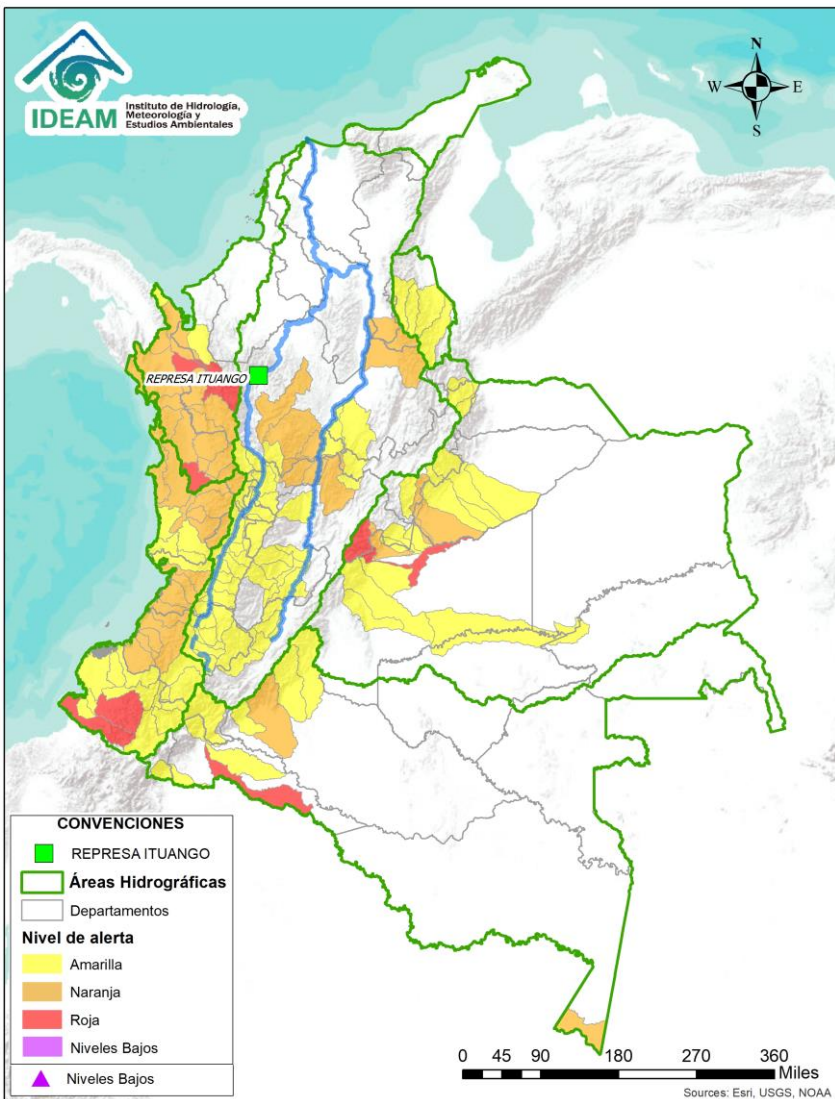 IDEAM
Instituto de Hidrología,
Meteorología y
Estudios Ambientales
N
W
E
S
REPRESA ITUANGO
CONVENCIONES
REPRESA ITUANGO
Áreas Hidrográficas
Departamentos
Nivel de alerta
Amarilla
Naranja
Roja
Niveles Bajos
Niveles Bajos
0 45 90 180 270 360
Miles
Sources: Esri, USGS, NOAA